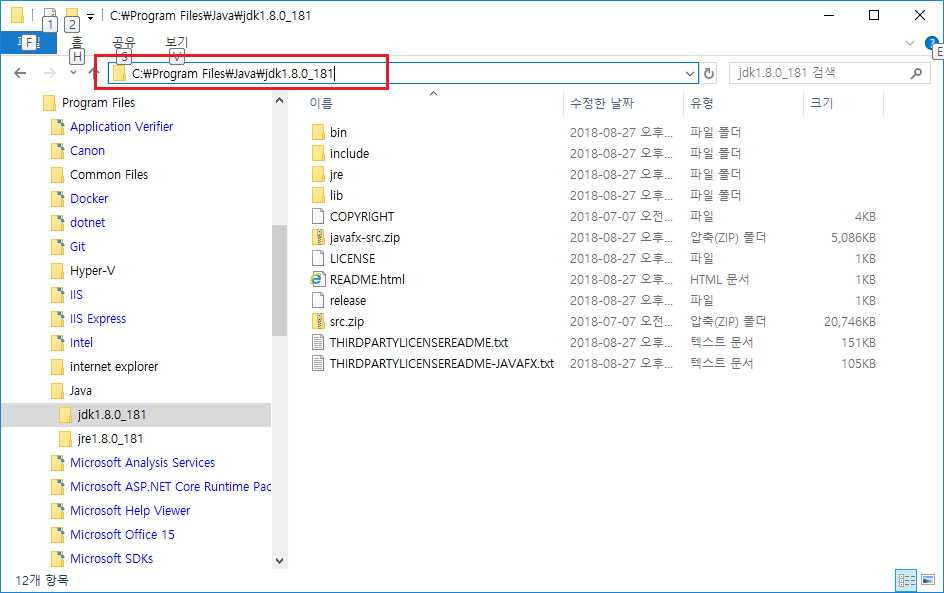 1 2 C:₩Program Files₩Java₩jdk1.8.0_181
F 홈 공유 보기
H S V E
C:₩Program Files₩Java₩jdk1.8.0_181
jdk1.8.0_181 검색
Program Files
Application Verifier
Canon
Common Files
Docker
dotnet
Git
Hyper-V
IIS
IIS Express
Intel
internet explorer
Java
jdk1.8.0_181
jre1.8.0_181
Microsoft Analysis Services
Microsoft ASP.NET Core Runtime Pac
Microsoft Help Viewer
Microsoft Office 15
Microsoft SDKs
이름 수정한 날짜 유형 크기
bin 2018-08-27 오후... 파일 폴더
include 2018-08-27 오후... 파일 폴더
jre 2018-08-27 오후... 파일 폴더
lib 2018-08-27 오후... 파일 폴더
COPYRIGHT 2018-07-07 오전... 파일 4KB
javafx-src.zip 2018-08-27 오후... 압축(ZIP) 폴더 5,086KB
LICENSE 2018-08-27 오후... 파일 1KB
README.html 2018-08-27 오후... HTML 문서 1KB
release 2018-08-27 오후... 파일 1KB
src.zip 2018-07-07 오전... 압축(ZIP) 폴더 20,746KB
THIRDPARTYLICENSEREADME.txt 2018-08-27 오후... 텍스트 문서 151KB
THIRDPARTYLICENSEREADME-JAVAFX.txt 2018-08-27 오후... 텍스트 문서 105KB
12개 항목